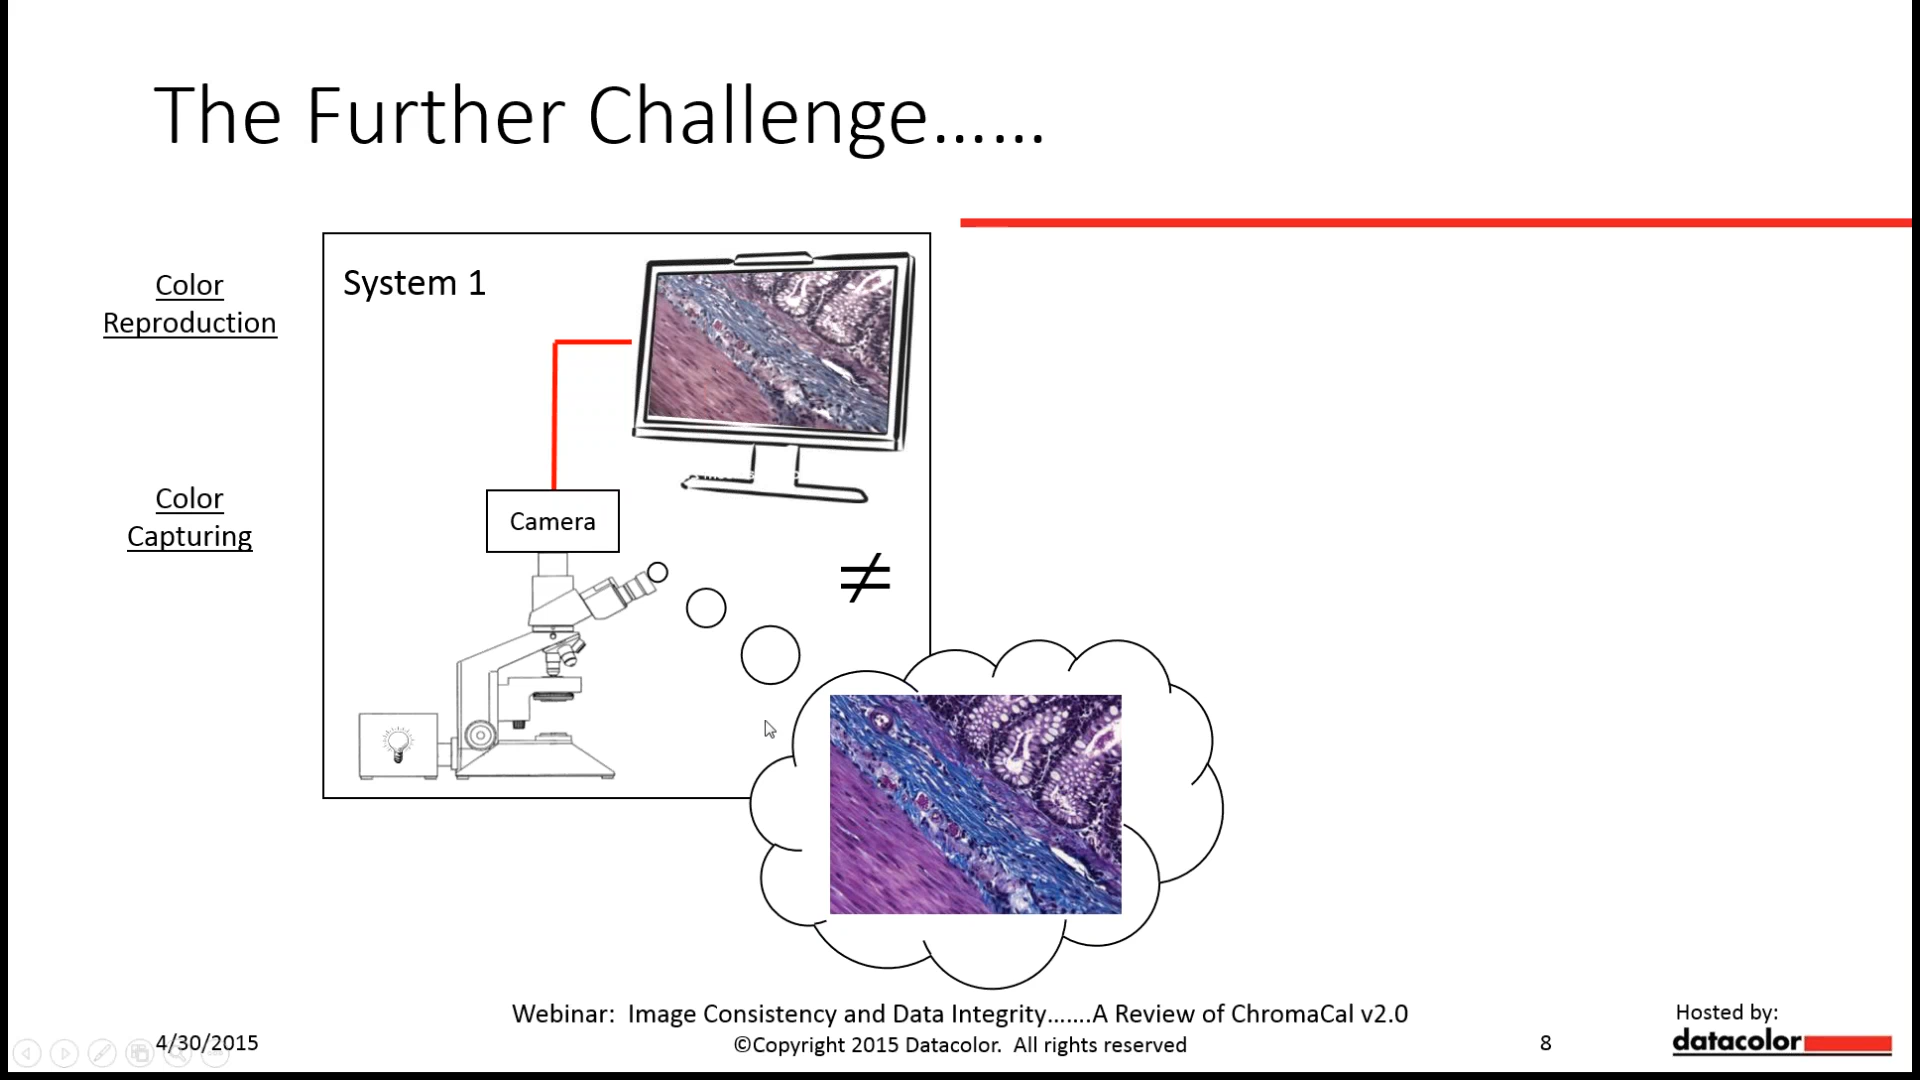 The Further Challenge……
Color
Reproduction
System 1
Color
Capturing
Camera
≠
Webinar:  Image Consistency and Data Integrity…….A Review of ChromaCal v2.0
Hosted by:
4/30/2015
©Copyright 2015 Datacolor.  All rights reserved
8
datacolor